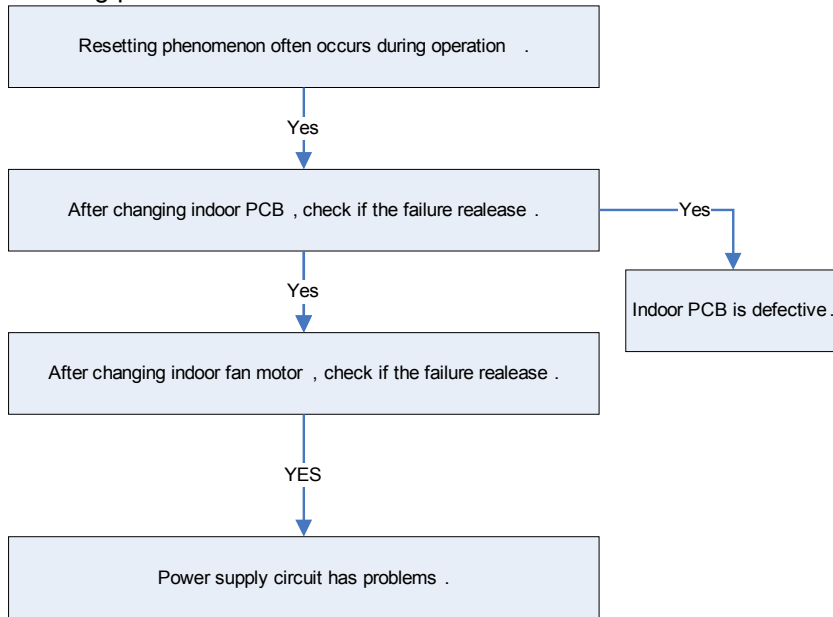 Resetting phenomenon often occurs during operation .
Yes
After changing indoor PCB , check if the failure realease .
Yes
Indoor PCB is defective .
Yes
After changing indoor fan motor , check if the failure realease .
YES
Power supply circuit has problems .